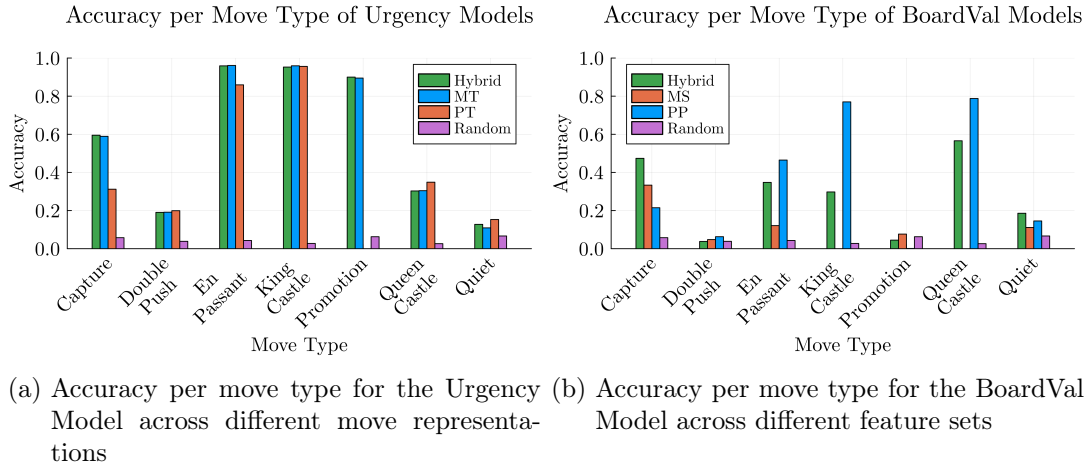 Accuracy per Move Type of Urgency Models
1.0
0.8
0.6
0.4
0.2
0.0
Accuracy
Hybrid
MT
PT
Random
Capture
Double
Push
En
Passant
King
Castle
Promotion
Queen
Castle
Quiet
Move Type
(a) Accuracy per move type for the Urgency
Model across different move representa-
tions
Accuracy per Move Type of BoardVal Models
1.0
0.8
0.6
0.4
0.2
0.0
Accuracy
Hybrid
MS
PP
Random
Capture
Double
Push
En
Passant
King
Castle
Promotion
Queen
Castle
Quiet
Move Type
(b) Accuracy per move type for the BoardVal
Model across different feature sets